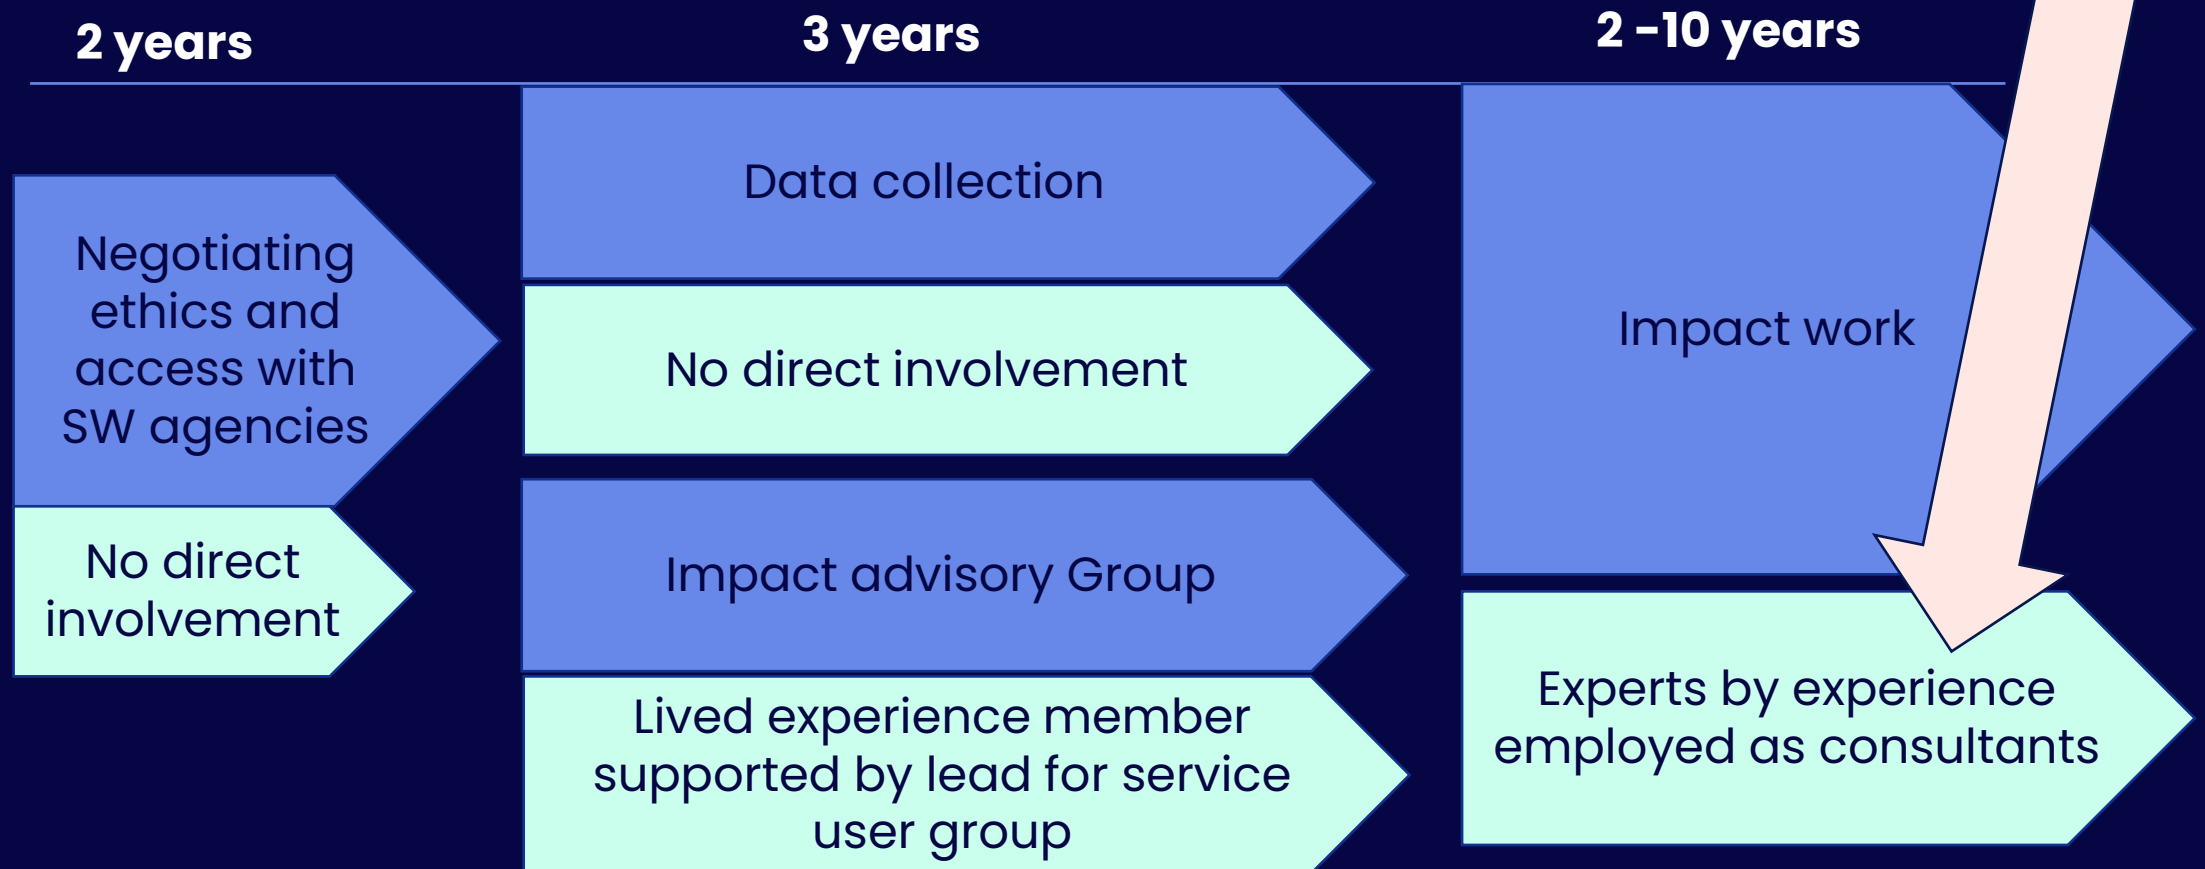 2 years
3 years
2 -10 years
Negotiating
ethics and
access with
SW agencies
No direct
involvement
Data collection
No direct involvement
Impact advisory Group
Lived experience member
supported by lead for service
user group
Impact work
Experts by experience
employed as consultants